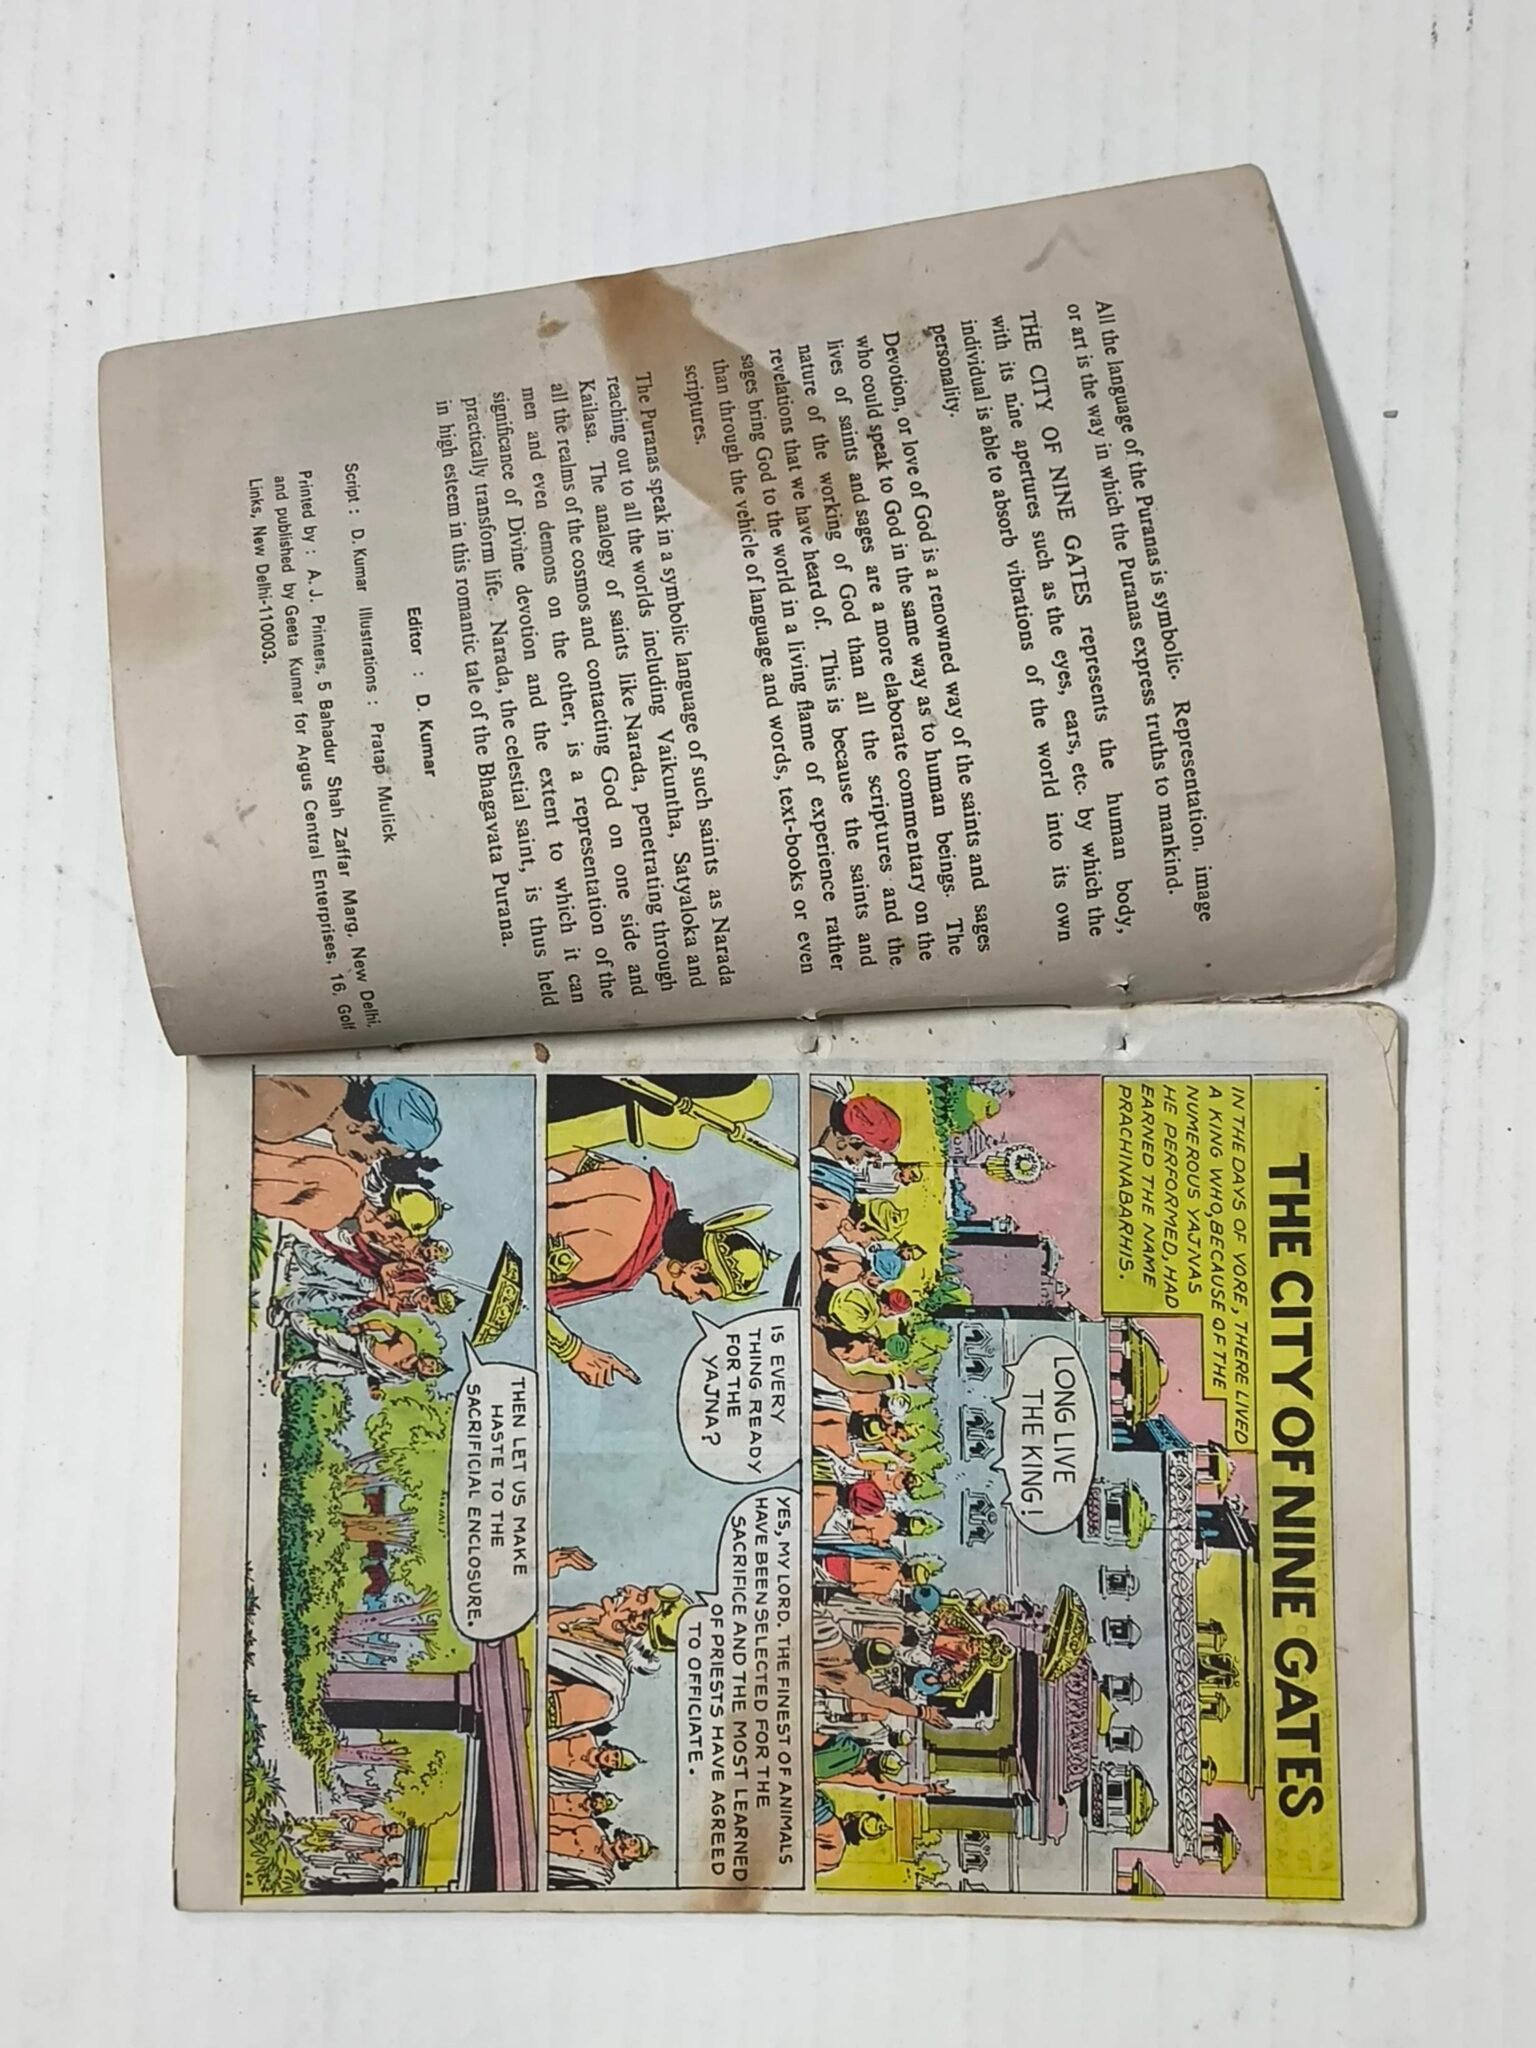 All the language of the Puranas is symbolic. Representation, image
or art is the way in which the Puranas express truths to mankind.
THE CITY OF NINE GATES represents the human body,
with its nine apertures such as the eyes, ears, etc. by which the
individual is able to absorb vibrations of the world into its own
personality.
Devotion, or love of God is a renowned way of the saints and sages
who could speak to God in the same way as to human beings. The
lives of saints and sages are a more elaborate commentary on the
nature of the working of God than all the scriptures and the
revelations that we have heard of. This is because the saints and
sages bring God to the world in a living flame of experience rather
than through the vehicle of language and words, text-books or even
scriptures.
The Puranas speak in a symbolic language of such saints as Narada
reaching out to all the worlds including Vaikuntha, Satyaloka and
Kailasa. The analogy of saints like Narada, penetrating through
all the realms of the cosmos and contacting God on one side and
men and even demons on the other, is a representation of the
significance of Divine devotion and the extent to which it can
practically transform life. Narada, the celestial saint, is thus held
in high esteem in this romantic tale of the Bhagavata Purana.
Editor : D. Kumar
Script : D. Kumar Illustrations : Pratap Mulick
Printed by : A. J. Printers, 5 Bahadur Shah Zaffar Marg, New Delhi,
and published by Geeta Kumar for Argus Central Enterprises, 16, Golf
Links, New Delhi-110003.
THE CITY OF NINE GATES
IN THE DAYS OF YORE, THERE LIVED
A KING WHO, BECAUSE OF THE
NUMEROUS YAJNAS
HE PERFORMED, HAD
EARNED THE NAME
PRACHINABARHIS.
LONG LIVE
THE KING!
IS EVERY
THING READY
FOR THE
YAJNA?
YES, MY LORD. THE FINEST OF ANIMALS
HAVE BEEN SELECTED FOR THE
SACRIFICE AND THE MOST LEARNED
OF PRIESTS HAVE AGREED
TO OFFICIATE.
THEN LET US MAKE
HASTE TO THE
SACRIFICIAL ENCLOSURE.